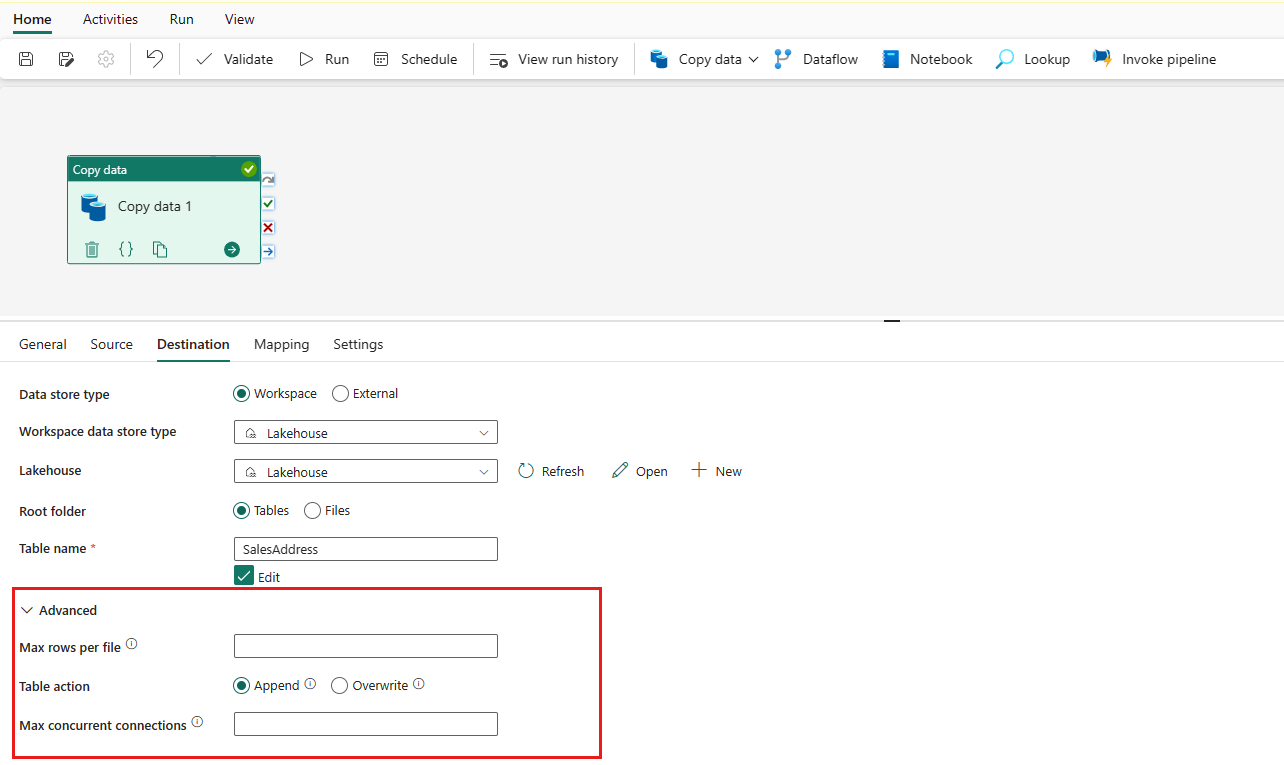 Home Activities Run View
Validate Run Schedule View run history Copy data Dataflow Notebook Lookup Invoke pipeline
Copy data
Copy data 1
General Source Destination Mapping Settings
Data store type Workspace External
Workspace data store type Lakehouse
Lakehouse Lakehouse Refresh Open New
Root folder Tables Files
Table name * SalesAddress
Edit
Advanced
Max rows per file
Table action Append Overwrite
Max concurrent connections